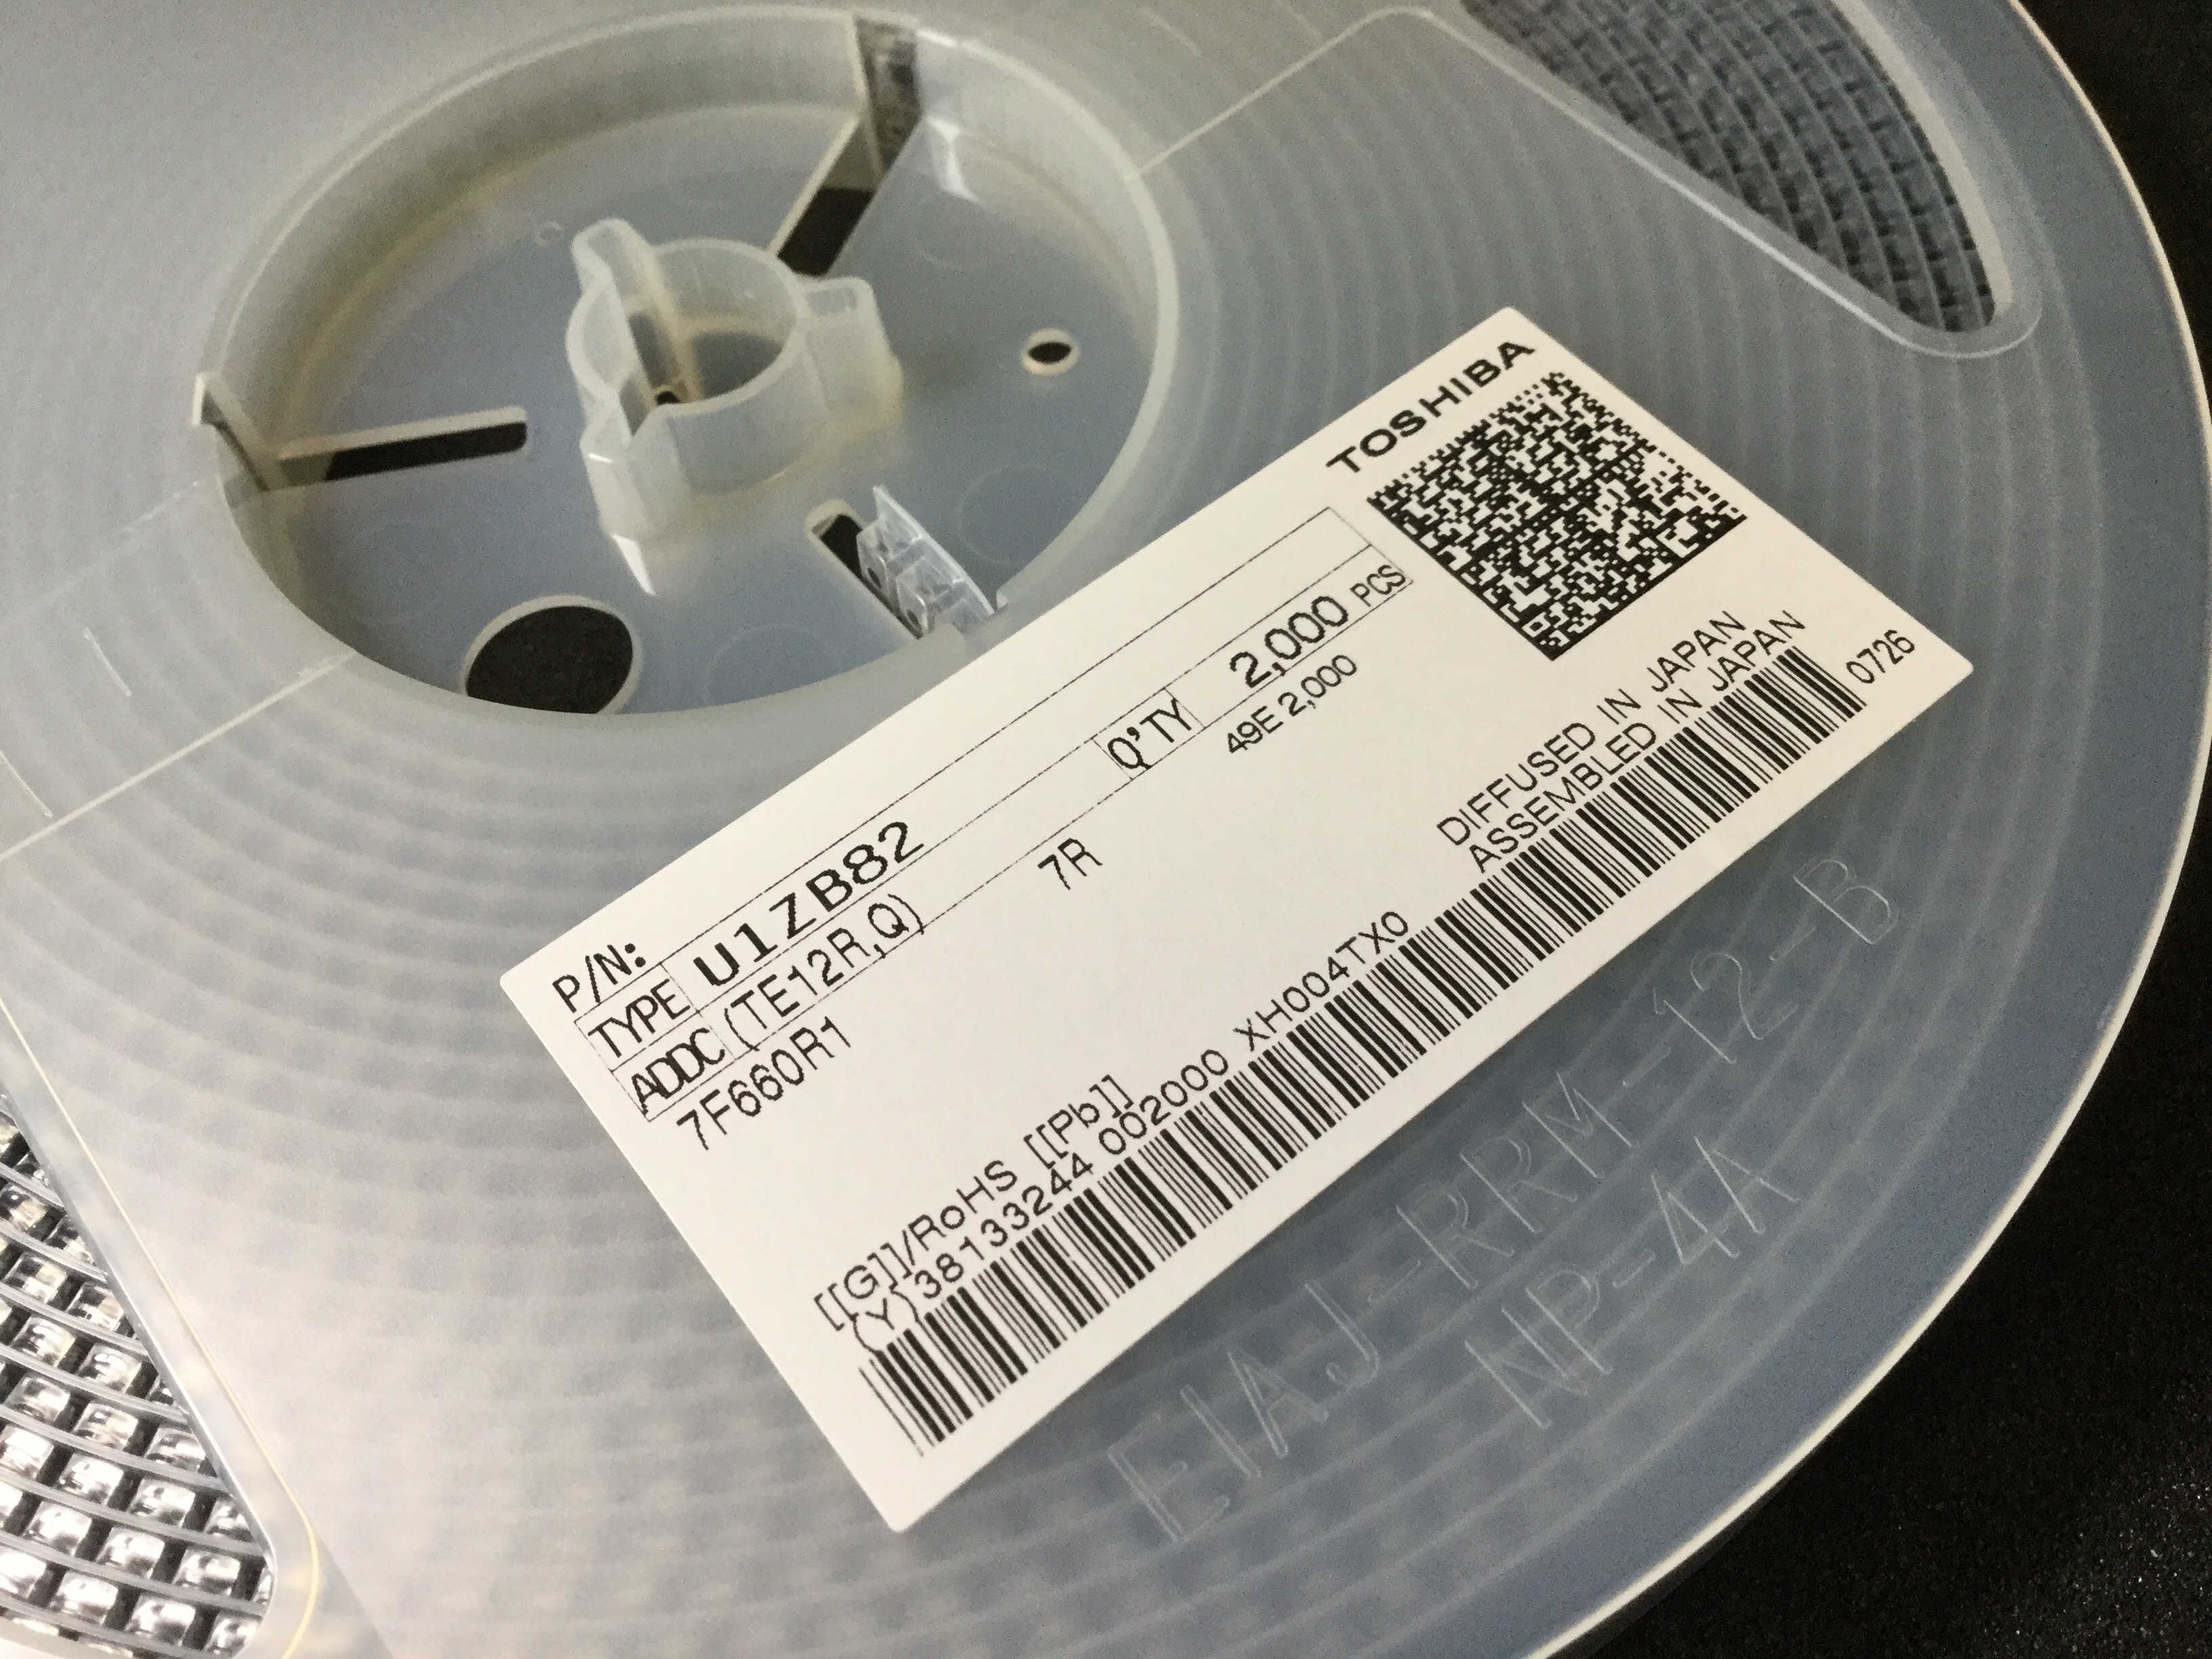 TOSHIBA
P/N:
TYPE U1ZB82
ADDC (TE12R,Q) Q'TY 2,000 PCS
7F660R1 7R 49E 2,000
DIFFUSED IN JAPAN
[[G]]/RoHS [[Pb]] ASSEMBLED IN JAPAN
(Y)38133244 002000 XH004TX0 0726
EIAJ-RRM-12-B
NP-4A